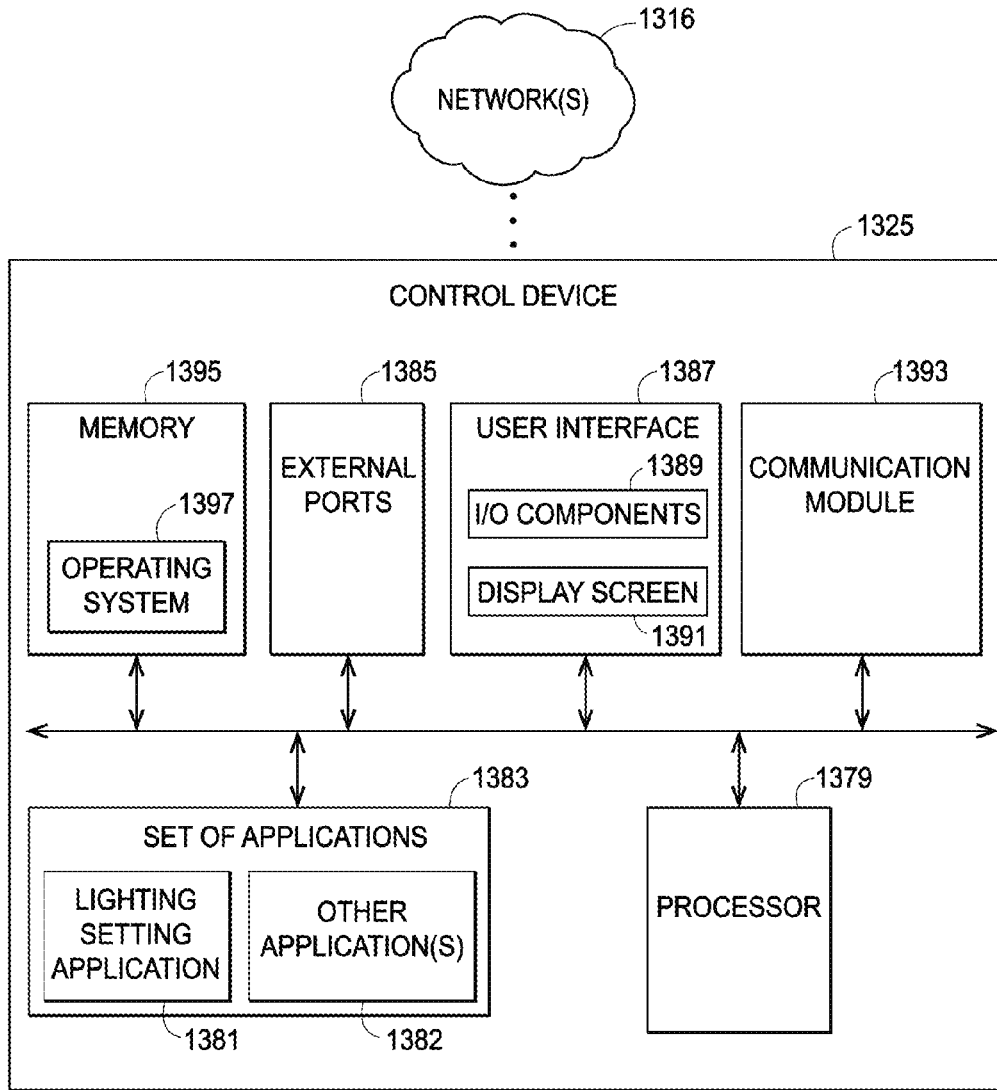 1316
NETWORK(S)
1325
CONTROL DEVICE
1395
1385
1387
1393
MEMORY
1397
OPERATING
SYSTEM
EXTERNAL
PORTS
USER INTERFACE
1389
I/O COMPONENTS
DISPLAY SCREEN
1391
COMMUNICATION
MODULE
1383
1379
SET OF APPLICATIONS
LIGHTING
SETTING
APPLICATION
OTHER
APPLICATION(S)
1381
1382
PROCESSOR